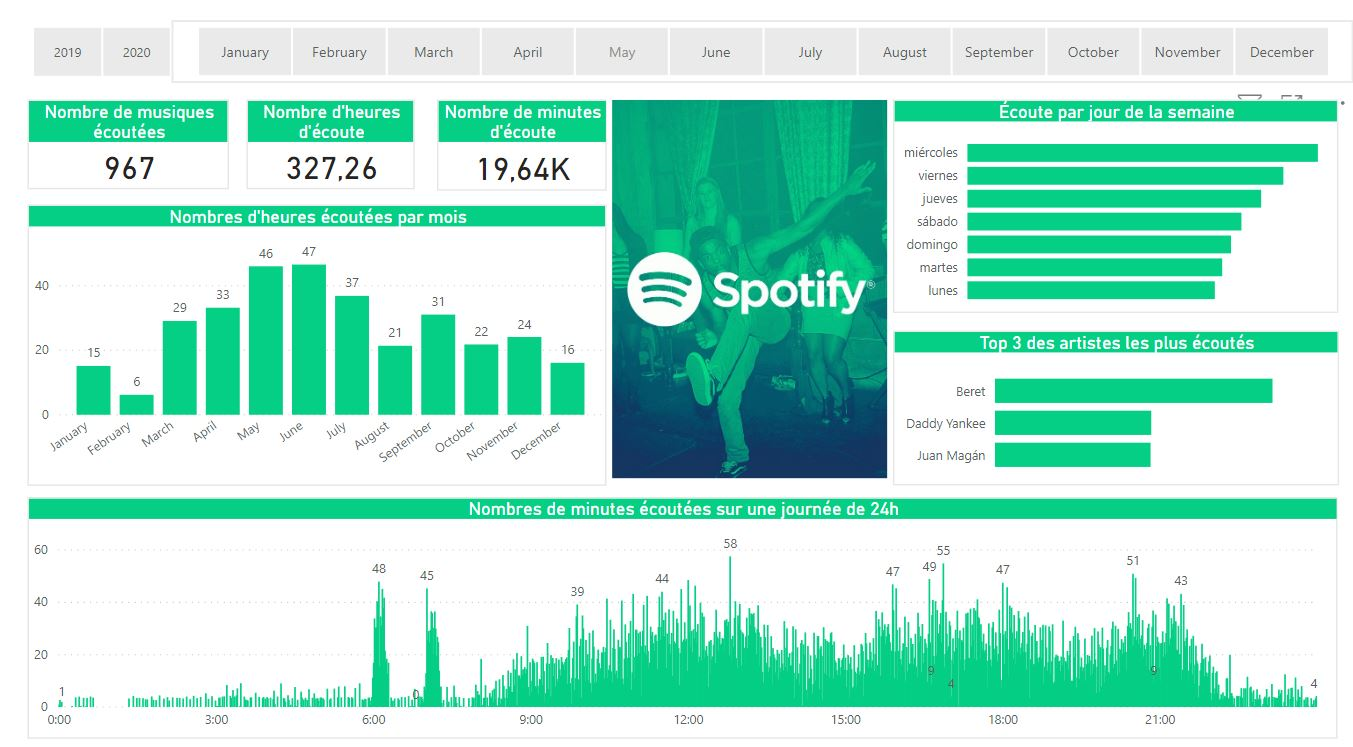 2019 2020 January February March April May June July August September October November December
Nombre de musiques
écoutées
967
Nombre d'heures
d'écoute
327,26
Nombre de minutes
d'écoute
19,64K
Nombres d'heures écoutées par mois
40
20
0
15
6
29
33
46
47
37
21
31
22
24
16
January February March April May June July August September October November December
Spotify®
Écoute par jour de la semaine
miércoles
viernes
jueves
sábado
domingo
martes
lunes
Top 3 des artistes les plus écoutés
Beret
Daddy Yankee
Juan Magán
Nombres de minutes écoutées sur une journée de 24h
60
40
20
0
1
48
0
45
39
44
58
47
49
9
55
4
47
51
9
43
4
0:00 3:00 6:00 9:00 12:00 15:00 18:00 21:00